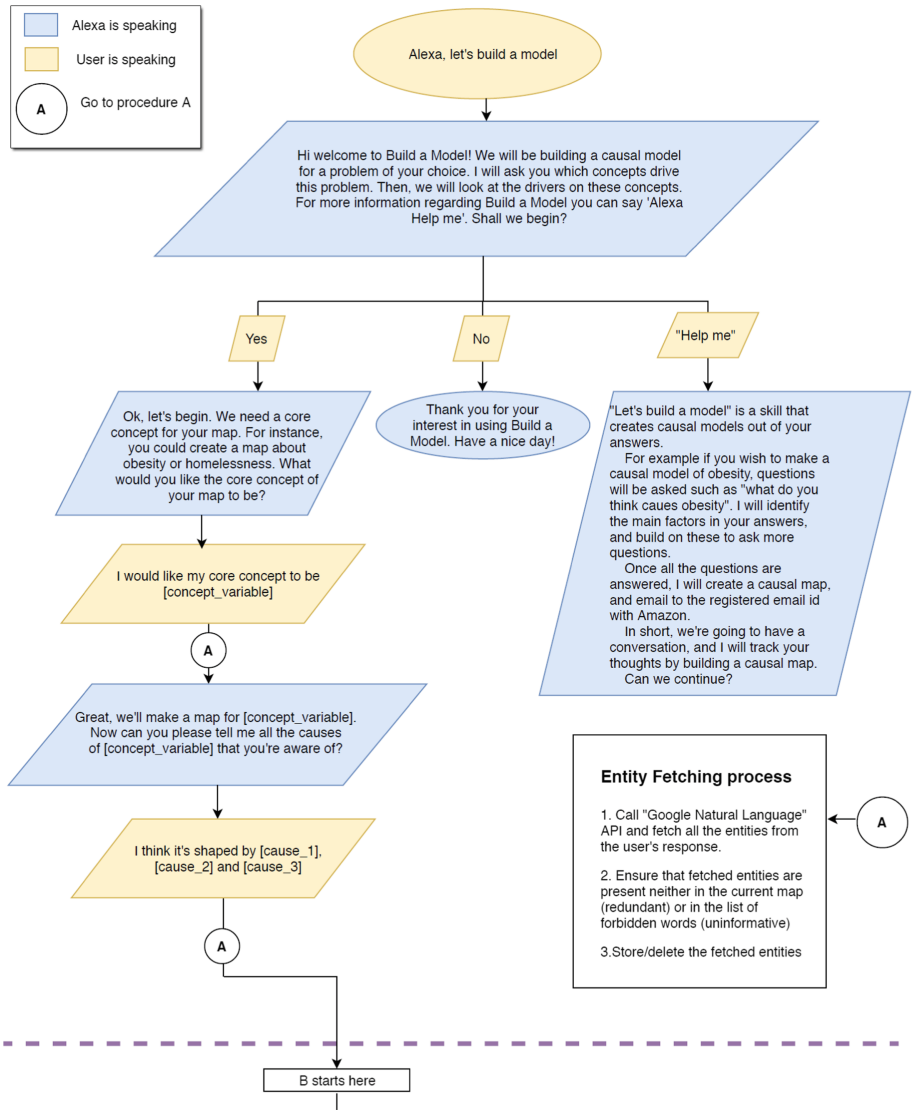 Alexa is speaking
User is speaking
A
Go to procedure A
Alexa, let's build a model
Hi welcome to Build a Model! We will be building a causal model
for a problem of your choice. I will ask you which concepts drive
this problem. Then, we will look at the drivers on these concepts.
For more information regarding Build a Model you can say 'Alexa
Help me'. Shall we begin?
Yes
No
"Help me"
Ok, let's begin. We need a core
concept for your map. For instance,
you could create a map about
obesity or homelessness. What
would you like the core concept of
your map to be?
Thank you for your
interest in using Build a
Model. Have a nice day!
"Let's build a model" is a skill that
creates causal models out of your
answers.
For example if you wish to make a
causal model of obesity, questions
will be asked such as "what do you
think caues obesity". I will identify
the main factors in your answers,
and build on these to ask more
questions.
Once all the questions are
answered, I will create a causal map,
and email to the registered email id
with Amazon.
In short, we're going to have a
conversation, and I will track your
thoughts by building a causal map.
Can we continue?
I would like my core concept to be
[concept_variable]
A
Great, we'll make a map for [concept_variable].
Now can you please tell me all the causes
of [concept_variable] that you're aware of?
I think it's shaped by [cause_1],
[cause_2] and [cause_3]
A
Entity Fetching process
1. Call "Google Natural Language"
API and fetch all the entities from
the user's response.
2. Ensure that fetched entities are
present neither in the current map
(redundant) or in the list of
forbidden words (uninformative)
3.Store/delete the fetched entities
A
B starts here